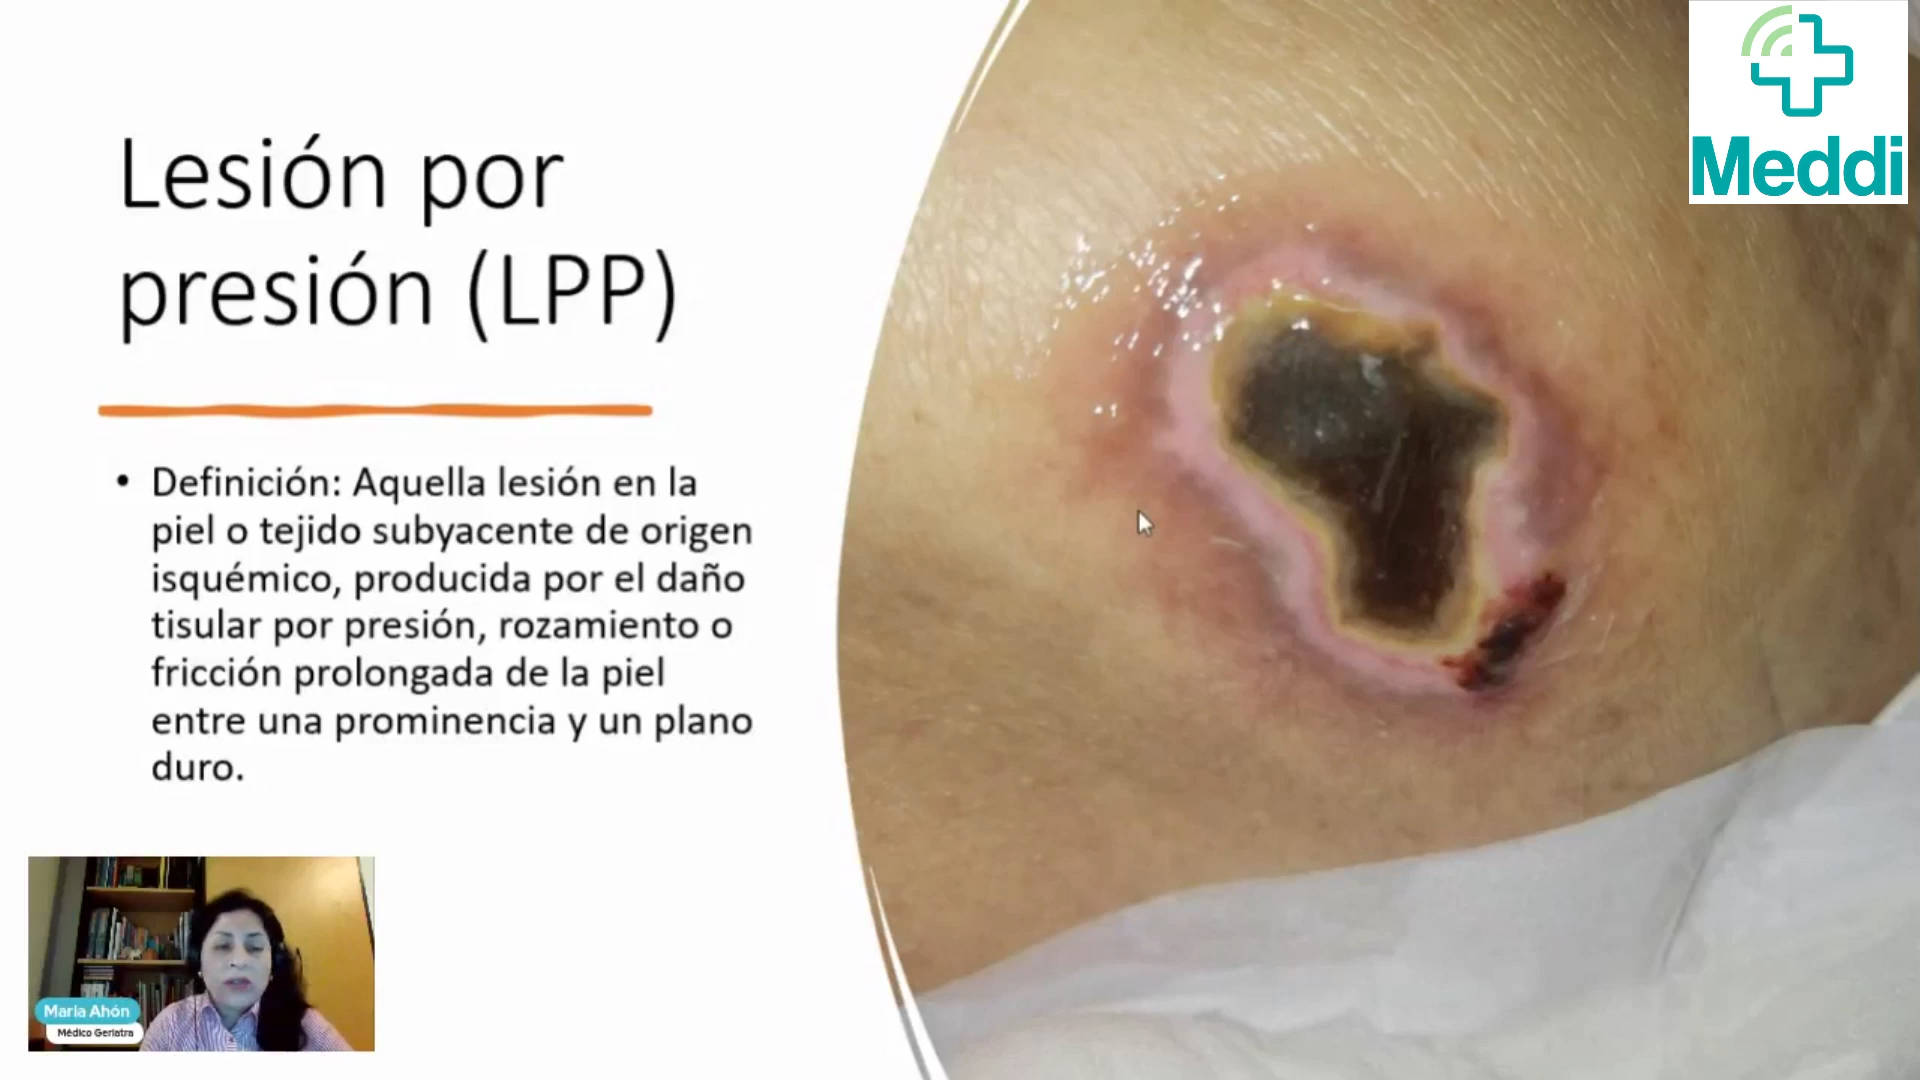 Lesión por
presión (LPP)
• Definición: Aquella lesión en la
piel o tejido subyacente de origen
isquémico, producida por el daño
tisular por presión, rozamiento o
fricción prolongada de la piel
entre una prominencia y un plano
duro.
Meddi
Maria Ahón
Médico Geriatra